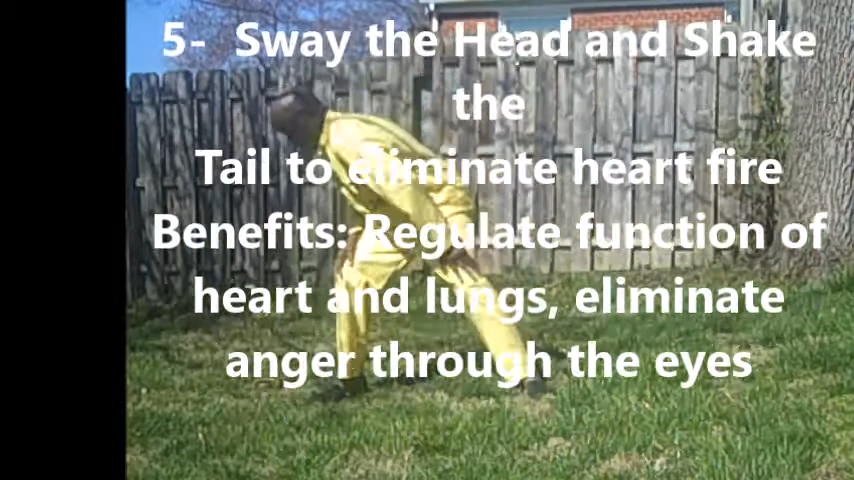 5- Sway the Head and Shake
the
Tail to eliminate heart fire
Benefits: Regulate function of
heart and lungs, eliminate
anger through the eyes